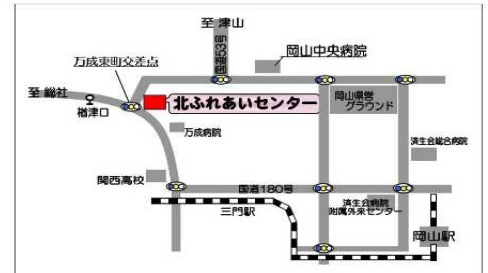 至 津山
国道53号
岡山中央病院
万成東町交差点
至 総社
楢津口
北ふれあいセンター
岡山県営
グラウンド
万成病院
済生会総合病院
関西高校
国道180号
三門駅
済生会病院
附属外来センター
岡山駅